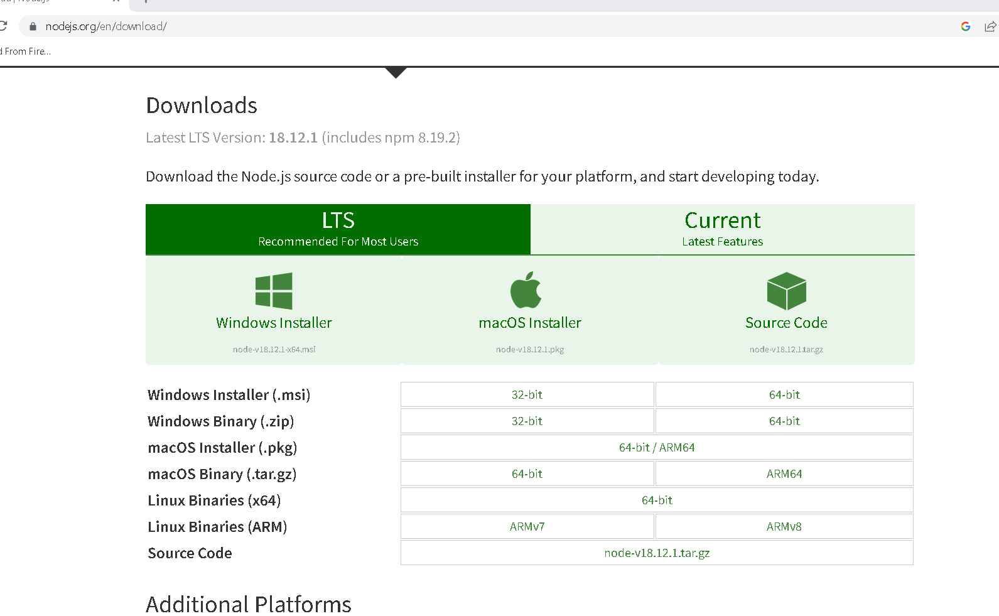 nodejs.org/en/download/
From Fire...
Downloads
Latest LTS Version: 18.12.1 (includes npm 8.19.2)
Download the Node.js source code or a pre-built installer for your platform, and start developing today.
LTS Current
Recommended For Most Users Latest Features
Windows Installer macOS Installer Source Code
node-v18.12.1-x64.msi node-v18.12.1.pkg node-v18.12.1.tar.gz
Windows Installer (.msi) 32-bit 64-bit
Windows Binary (.zip) 32-bit 64-bit
macOS Installer (.pkg) 64-bit / ARM64
macOS Binary (.tar.gz) 64-bit ARM64
Linux Binaries (x64) 64-bit
Linux Binaries (ARM) ARMv7 ARMv8
Source Code node-v18.12.1.tar.gz
Additional Platforms